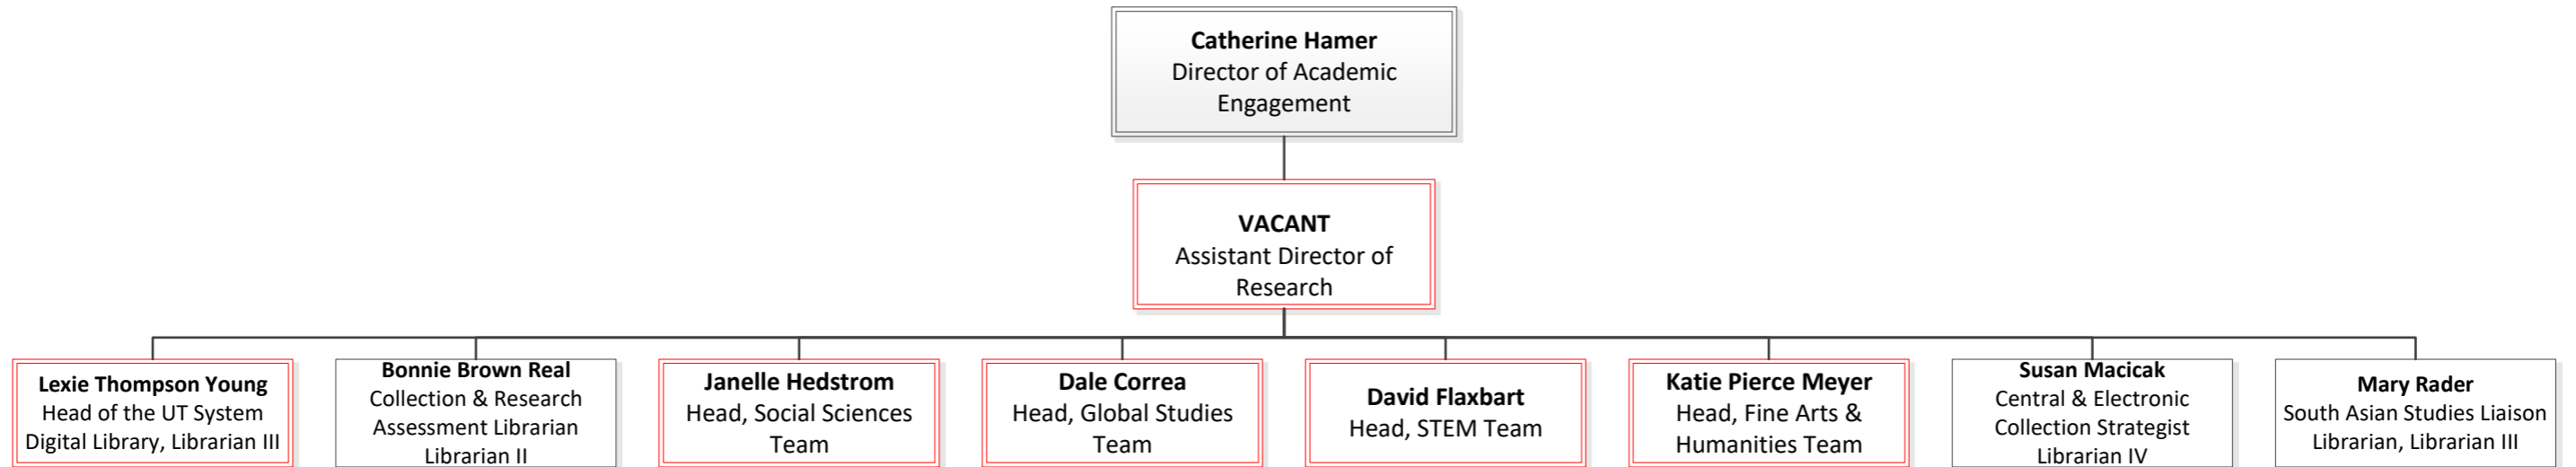 Catherine Hamer
Director of Academic
Engagement
VACANT
Assistant Director of
Research
Lexie Thompson Young
Head of the UT System
Digital Library, Librarian III
Bonnie Brown Real
Collection & Research
Assessment Librarian
Librarian II
Janelle Hedstrom
Head, Social Sciences
Team
Dale Correa
Head, Global Studies
Team
David Flaxbart
Head, STEM Team
Katie Pierce Meyer
Head, Fine Arts &
Humanities Team
Susan Macicak
Central & Electronic
Collection Strategist
Librarian IV
Mary Rader
South Asian Studies Liaison
Librarian, Librarian III